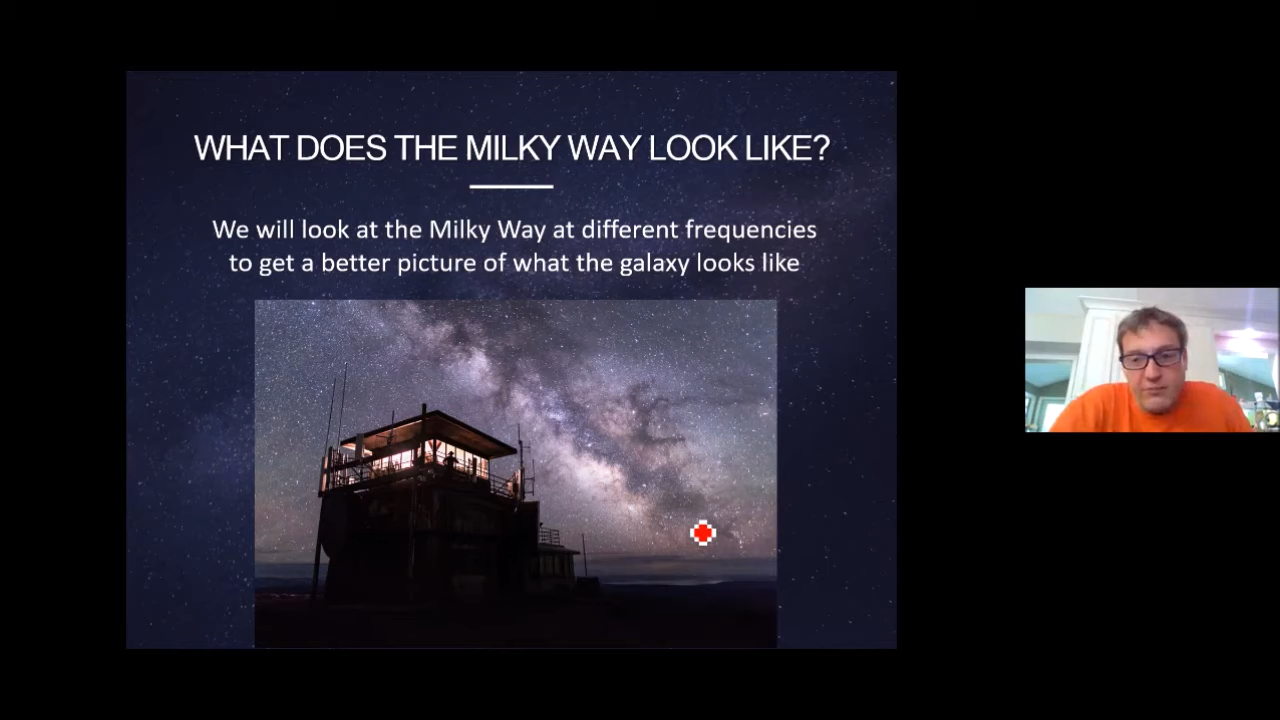 WHAT DOES THE MILKY WAY LOOK LIKE?
We will look at the Milky Way at different frequencies
to get a better picture of what the galaxy looks like